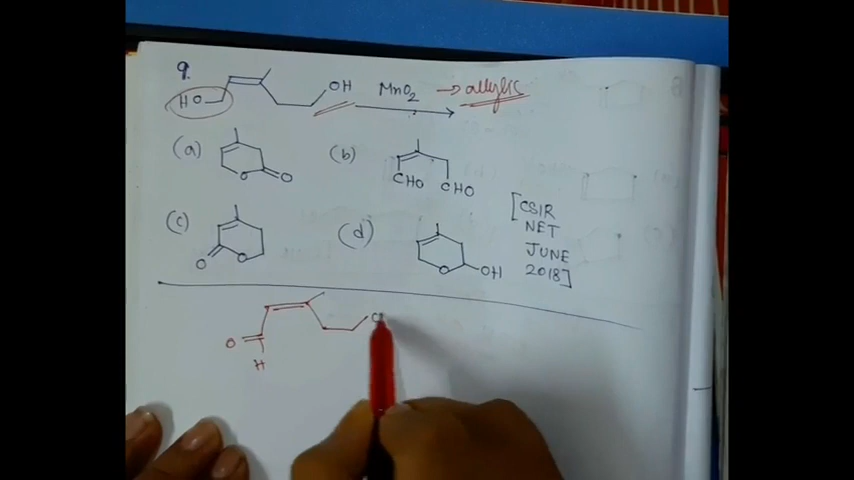 9.
HO OH MnO2 → allylic
(a) O O
(b) CHO CHO
(c) O O
(d) O OH
[CSIR
NET
JUNE
2018]
O
H